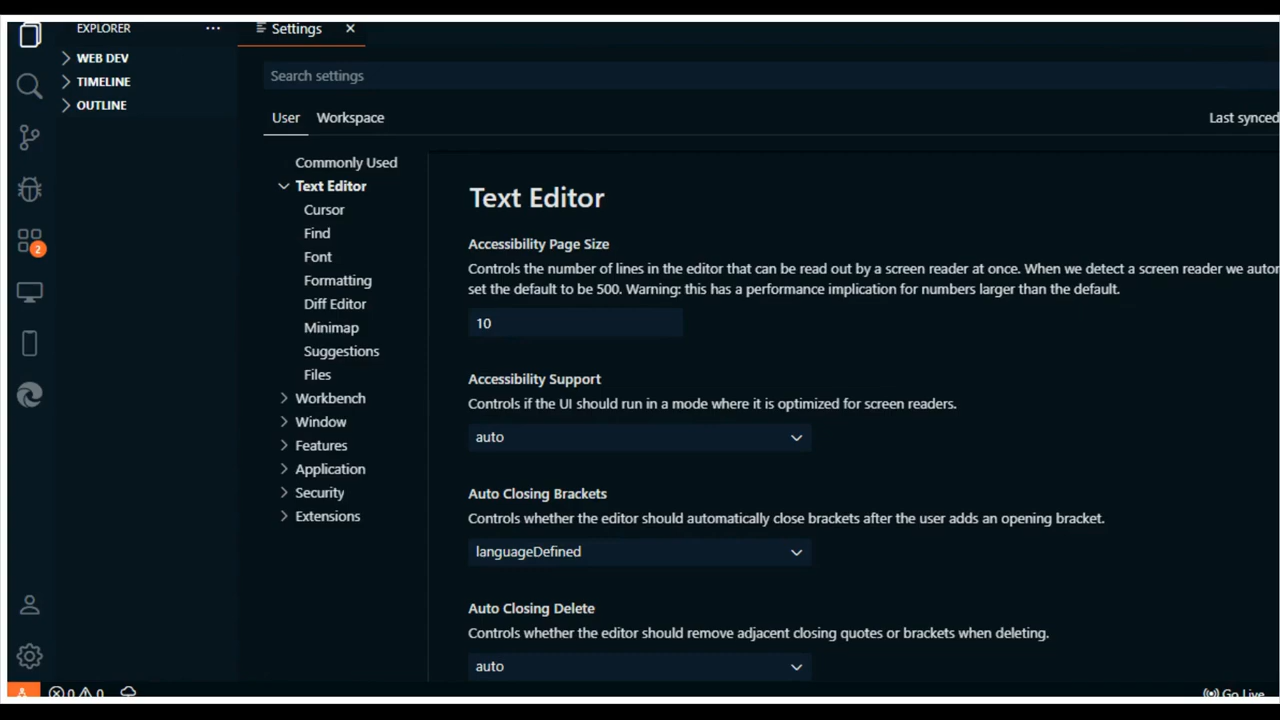 EXPLORER
Settings
WEB DEV
TIMELINE
OUTLINE
2
Search settings
User Workspace
Last synced
Commonly Used
Text Editor
Cursor
Find
Font
Formatting
Diff Editor
Minimap
Suggestions
Files
Workbench
Window
Features
Application
Security
Extensions
Text Editor
Accessibility Page Size
Controls the number of lines in the editor that can be read out by a screen reader at once. When we detect a screen reader we autor
set the default to be 500. Warning: this has a performance implication for numbers larger than the default.
10
Accessibility Support
Controls if the UI should run in a mode where it is optimized for screen readers.
auto
Auto Closing Brackets
Controls whether the editor should automatically close brackets after the user adds an opening bracket.
languageDefined
Auto Closing Delete
Controls whether the editor should remove adjacent closing quotes or brackets when deleting.
auto
0 0
Go Live